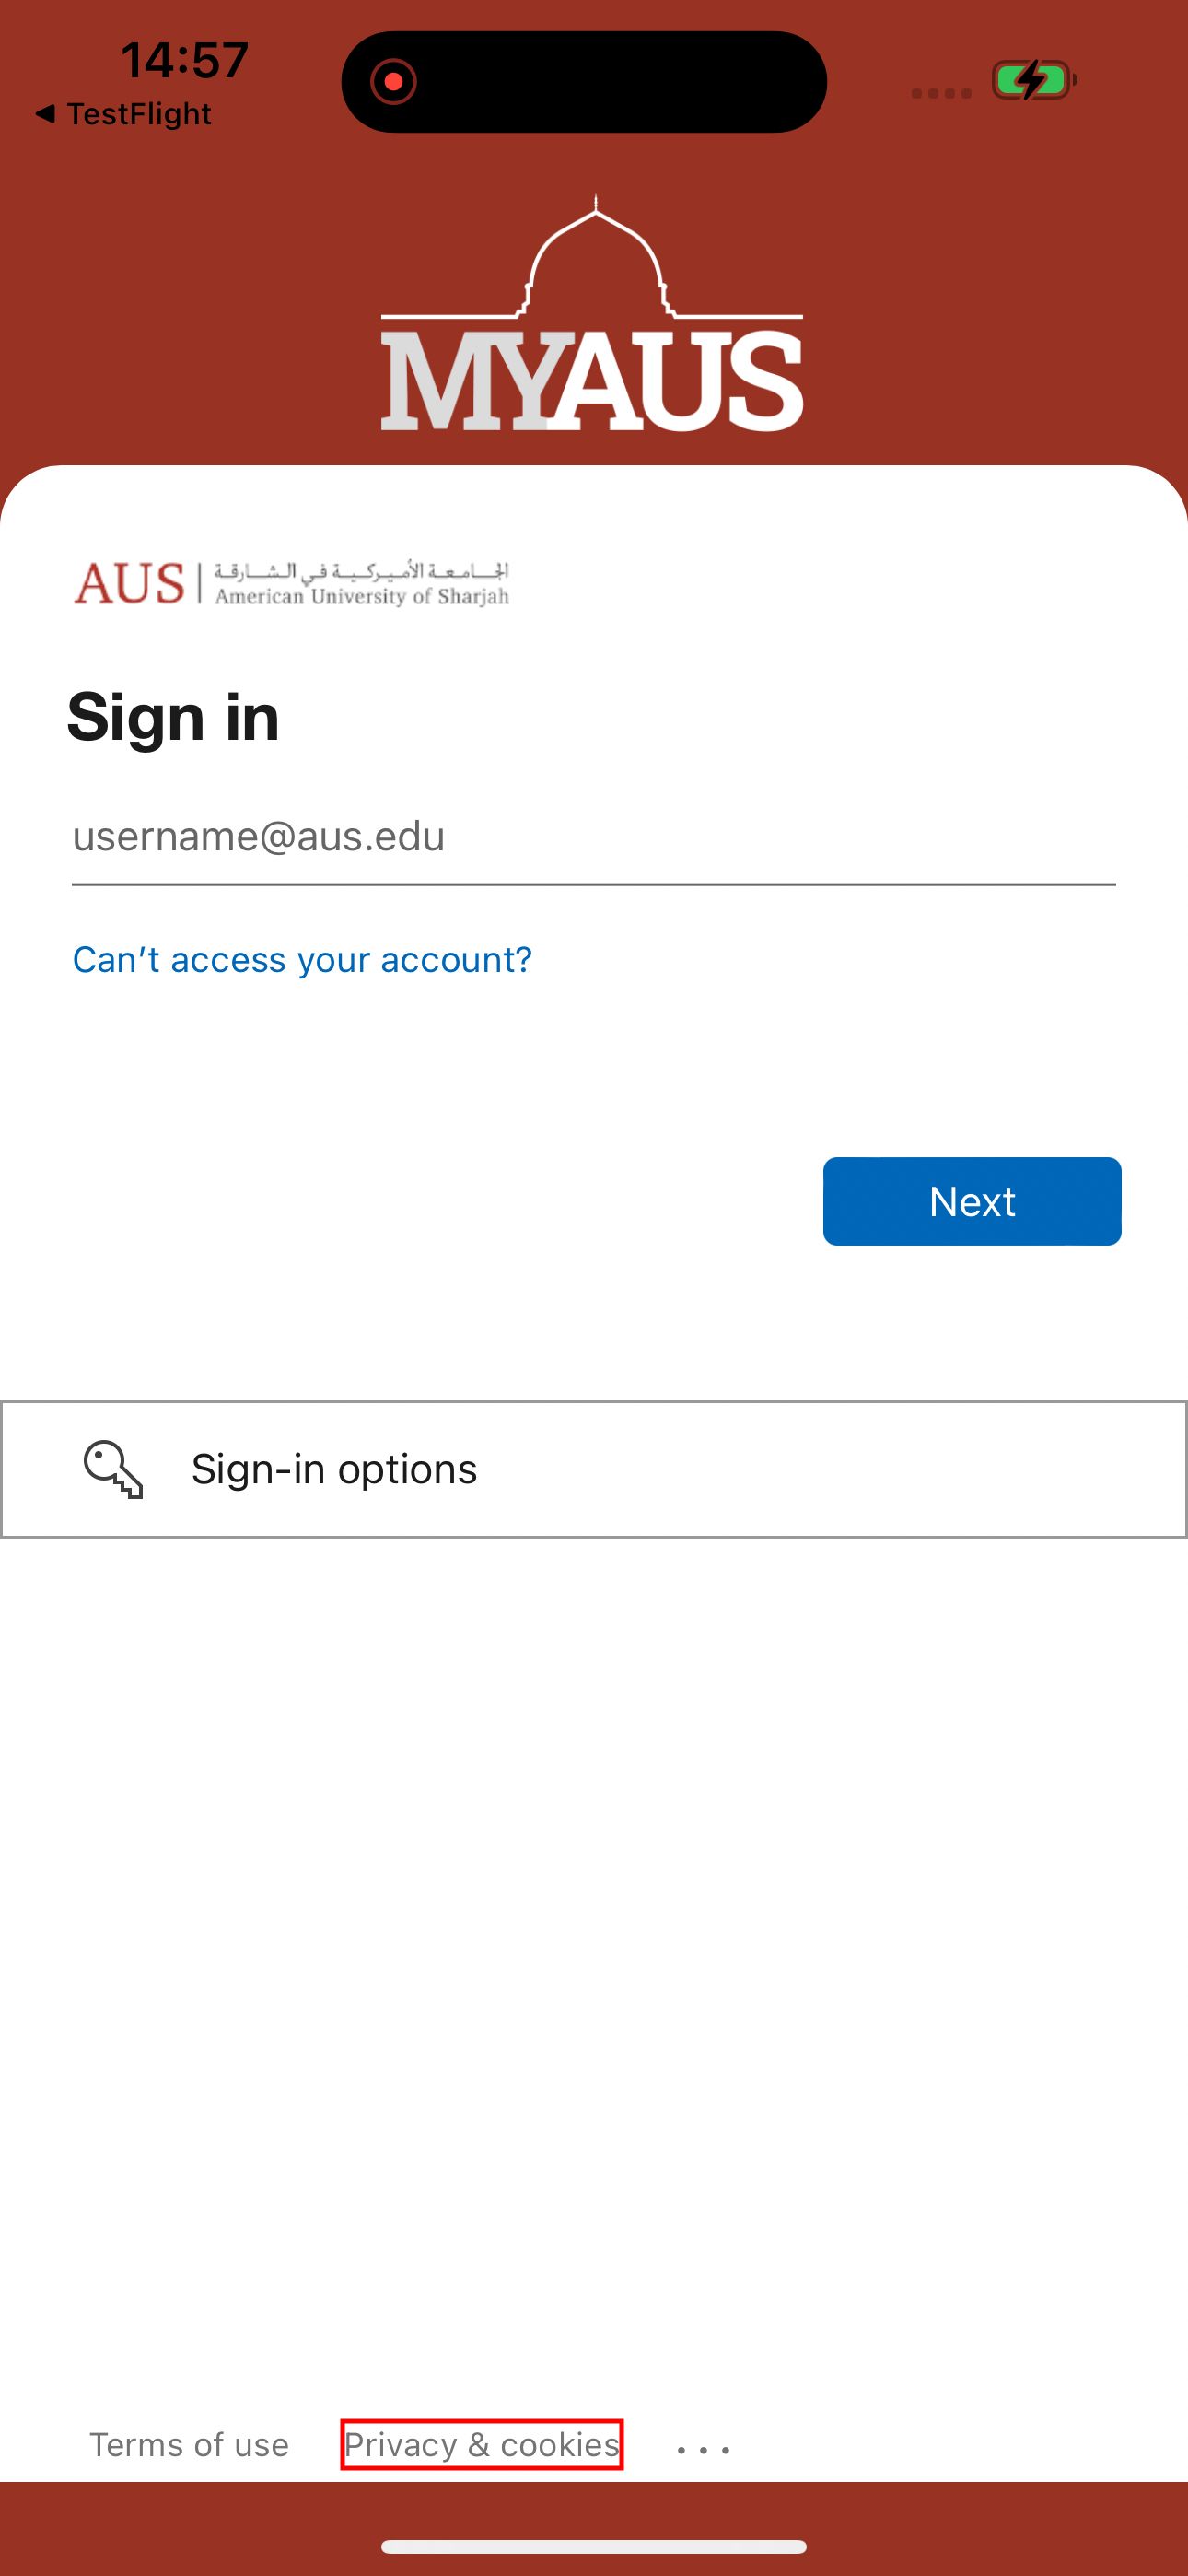 14:57
TestFlight
MYAUS
AUS
الجامعة الأميركية في الشارقة
American University of Sharjah
Sign in
username@aus.edu
Can't access your account?
Next
Sign-in options
Terms of use
Privacy & cookies
...